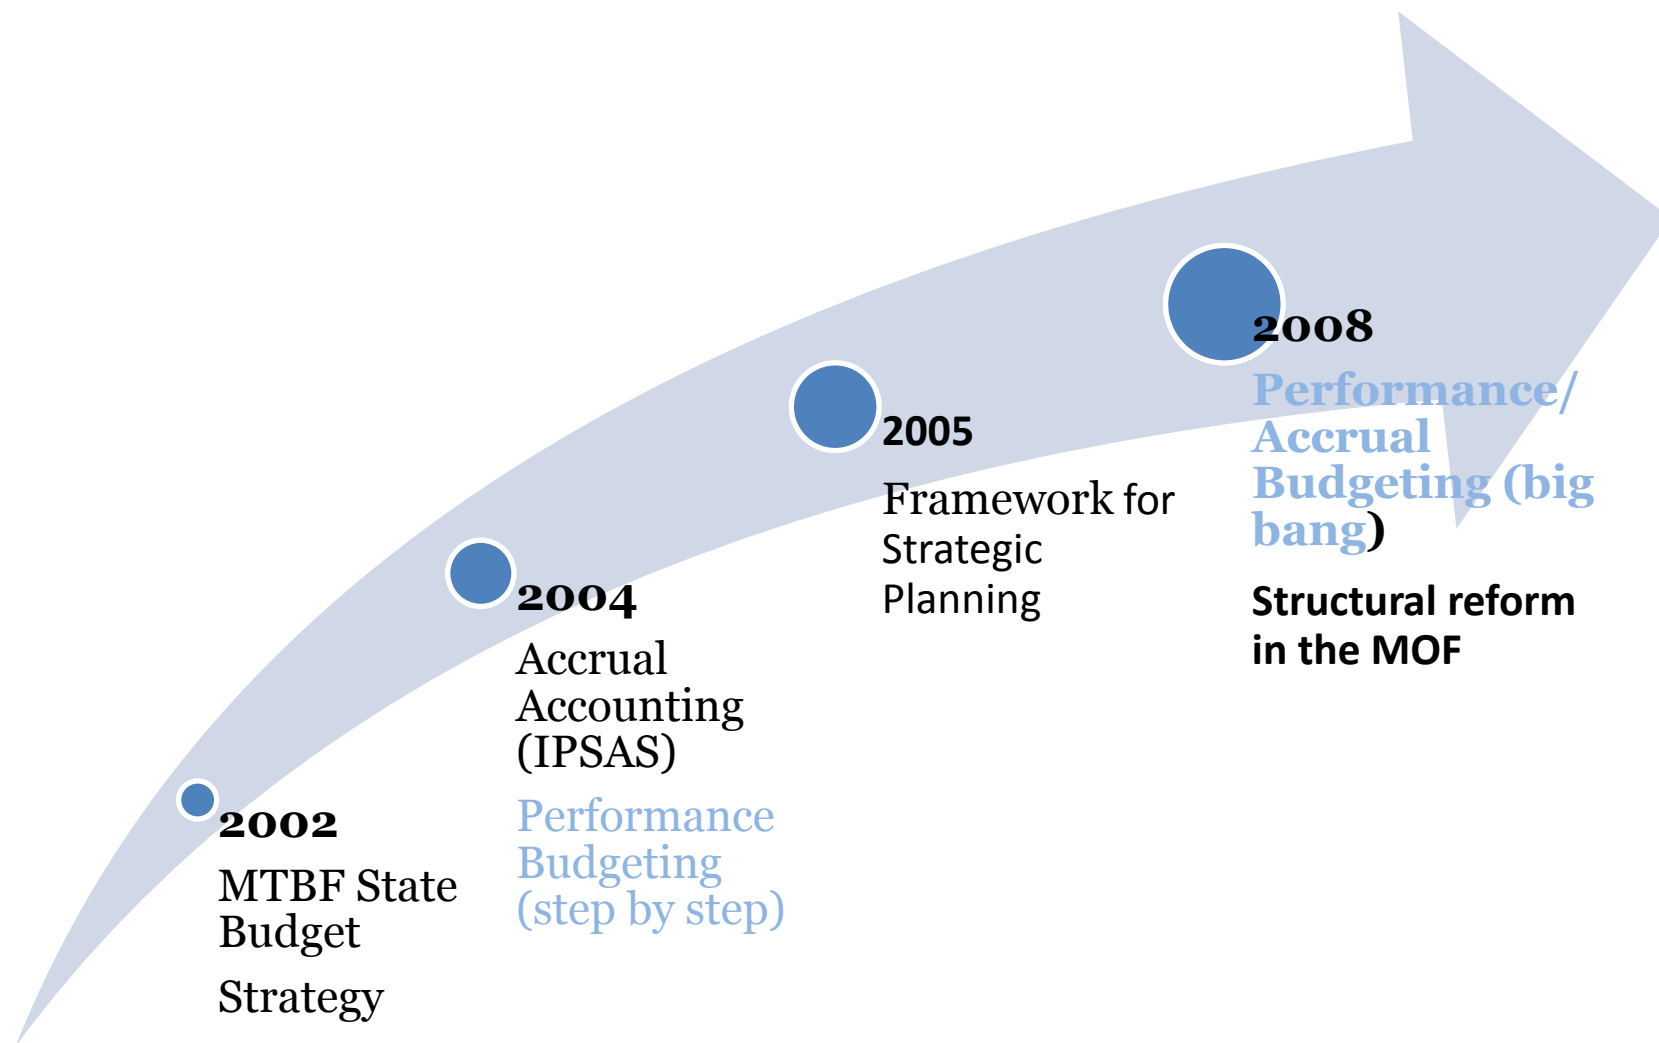 2002
MTBF State
Budget
Strategy
2004
Accrual
Accounting
(IPSAS)
Performance
Budgeting
(step by step)
2005
Framework for
Strategic
Planning
2008
Performance/
Accrual
Budgeting (big
bang)
Structural reform
in the MOF